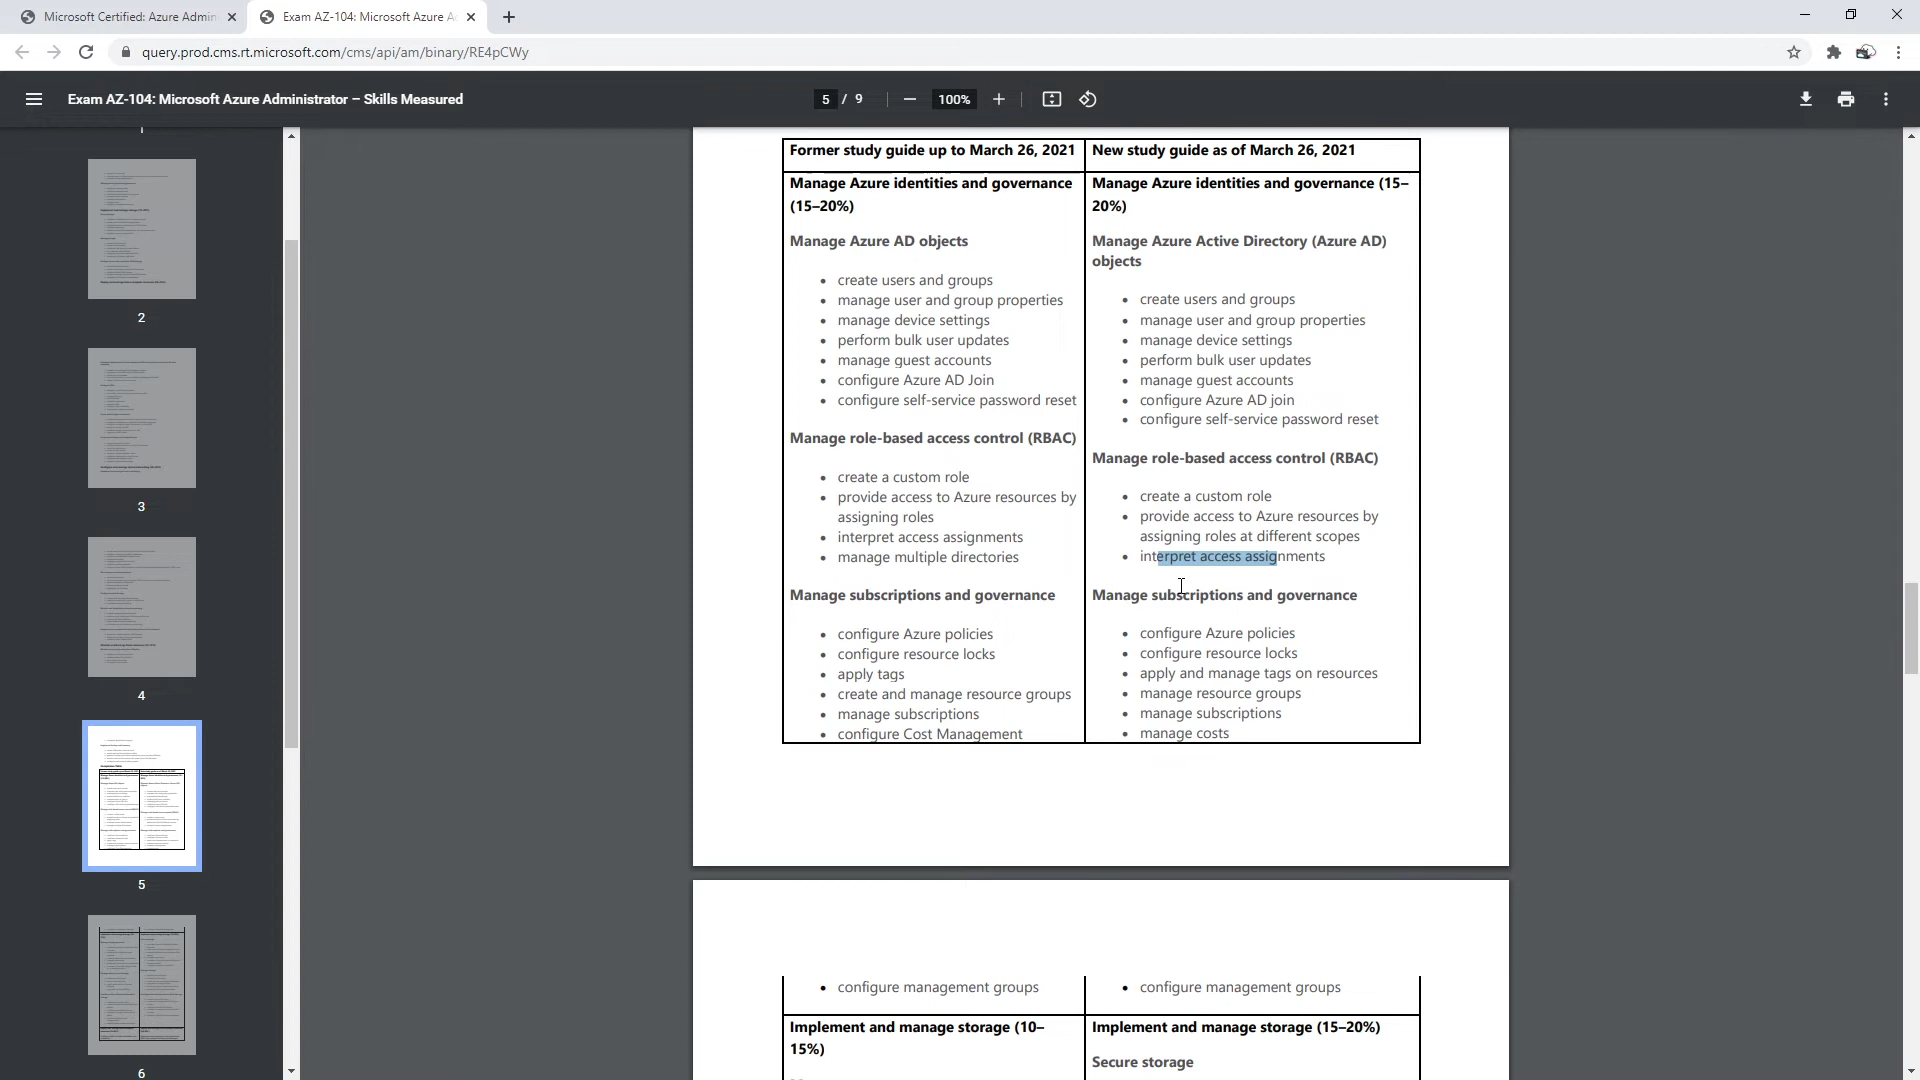 Microsoft Certified: Azure Admin
Exam AZ-104: Microsoft Azure A
query.prod.cms.rt.microsoft.com/cms/api/am/binary/RE4pCWy
Exam AZ-104: Microsoft Azure Administrator – Skills Measured
5 / 9
100%
1
2
3
4
5
6
Former study guide up to March 26, 2021
Manage Azure identities and governance
(15–20%)
Manage Azure AD objects
• create users and groups
• manage user and group properties
• manage device settings
• perform bulk user updates
• manage guest accounts
• configure Azure AD Join
• configure self-service password reset
Manage role-based access control (RBAC)
• create a custom role
• provide access to Azure resources by
assigning roles
• interpret access assignments
• manage multiple directories
Manage subscriptions and governance
• configure Azure policies
• configure resource locks
• apply tags
• create and manage resource groups
• manage subscriptions
• configure Cost Management
New study guide as of March 26, 2021
Manage Azure identities and governance (15–
20%)
Manage Azure Active Directory (Azure AD)
objects
• create users and groups
• manage user and group properties
• manage device settings
• perform bulk user updates
• manage guest accounts
• configure Azure AD join
• configure self-service password reset
Manage role-based access control (RBAC)
• create a custom role
• provide access to Azure resources by
assigning roles at different scopes
• interpret access assignments
Manage subscriptions and governance
• configure Azure policies
• configure resource locks
• apply and manage tags on resources
• manage resource groups
• manage subscriptions
• manage costs
• configure management groups
Implement and manage storage (10–
15%)
• configure management groups
Implement and manage storage (15–20%)
Secure storage